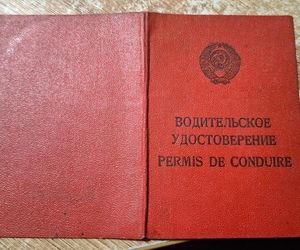 ВОДИТЕЛЬСКОЕ
УДОСТОВЕРЕНИЕ
PERMIS DE CONDUIRE